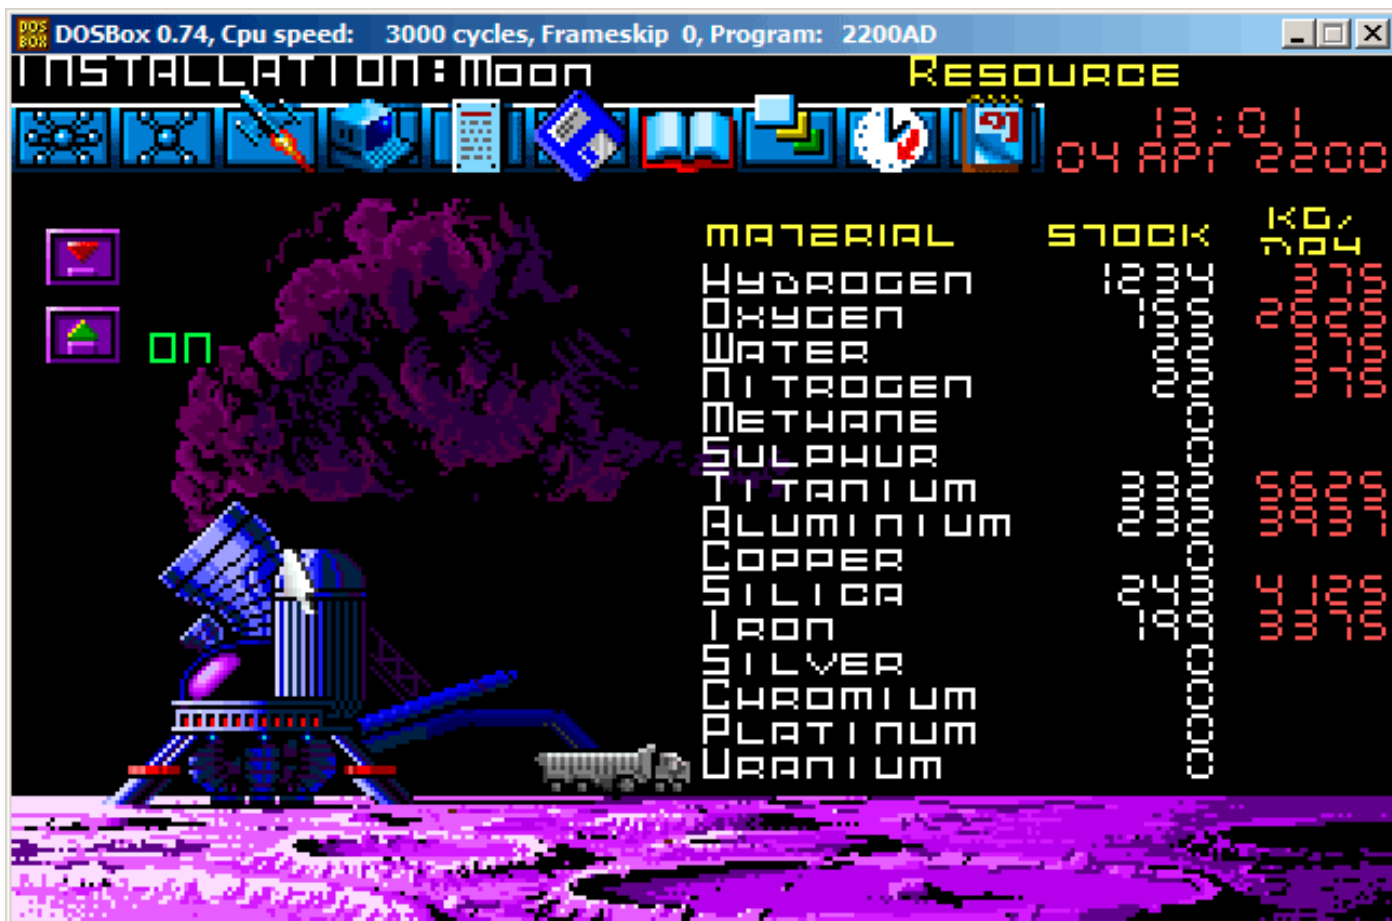 DOSBox 0.74, Cpu speed: 3000 cycles, Frameskip 0, Program: 2200AD
INSTALLATION:Moon RESOURCE
13:01
04 APr 2200
MATERIAL STOCK KG/DAY
ON
HYDROGEN 1234 375
OXYGEN 155 2625
WATER 22 375
NITROGEN 22 375
METHANE 0
SULPHUR 0
TITANIUM 332 5625
ALUMINIUM 232 3937
COPPER 0
SILICA 243 4125
IRON 199 3375
SILVER 0
CHROMIUM 0
PLATINUM 0
URANIUM 0